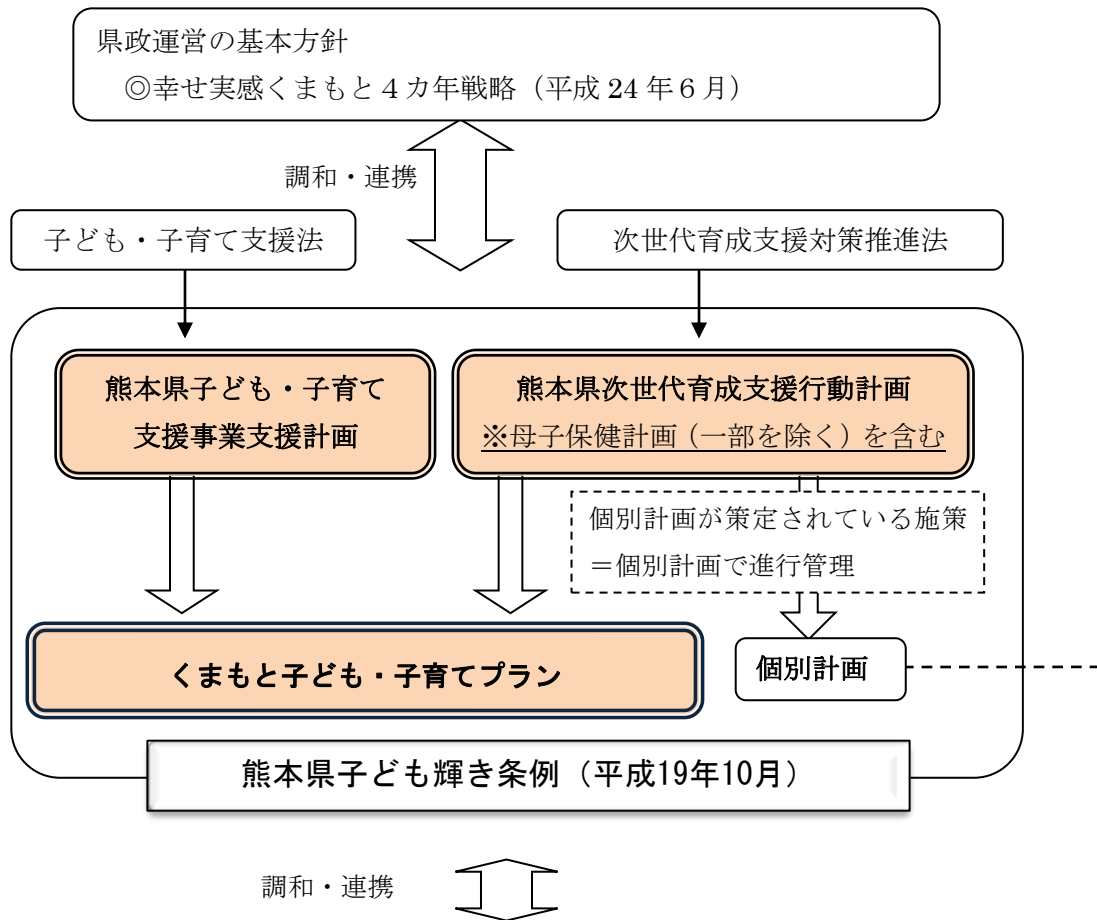 県政運営の基本方針
◎幸せ実感くまもと４カ年戦略（平成 24 年６月）
調和・連携
子ども・子育て支援法
次世代育成支援対策推進法
熊本県子ども・子育て
支援事業支援計画
熊本県次世代育成支援行動計画
※母子保健計画（一部を除く）を含む
個別計画が策定されている施策
＝個別計画で進行管理
くまもと子ども・子育てプラン
個別計画
熊本県子ども輝き条例（平成19年10月）
調和・連携